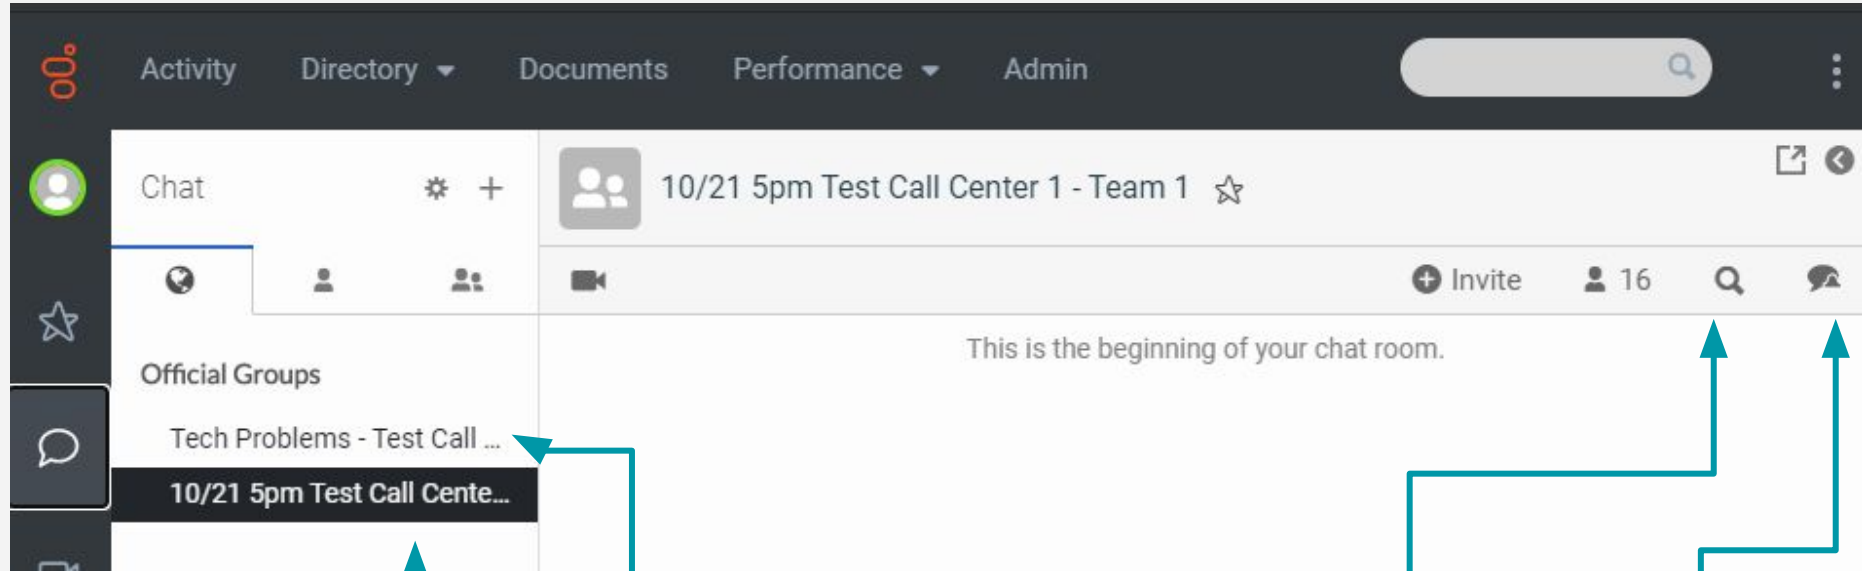 Activity Directory Documents Performance Admin
Chat
10/21 5pm Test Call Center 1 - Team 1
Invite 16
This is the beginning of your chat room.
Official Groups
Tech Problems - Test Call ...
10/21 5pm Test Call Cente...